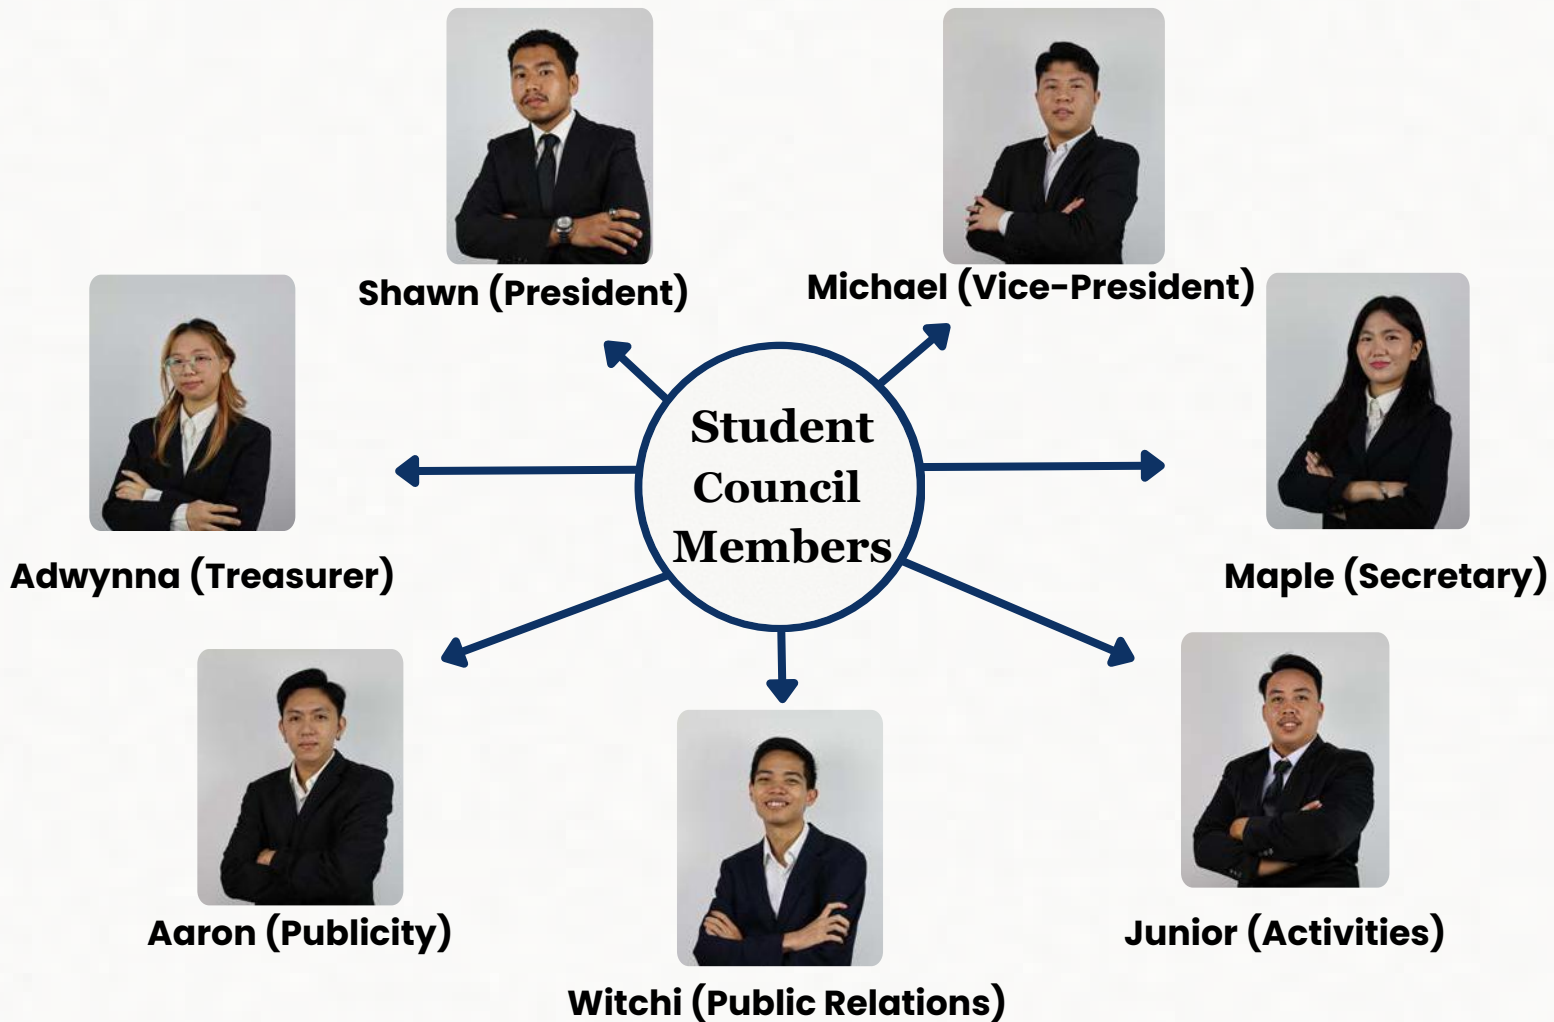 Shawn (President)
Michael (Vice-President)
Student
Council
Members
Adwynna (Treasurer)
Maple (Secretary)
Aaron (Publicity)
Junior (Activities)
Witchi (Public Relations)